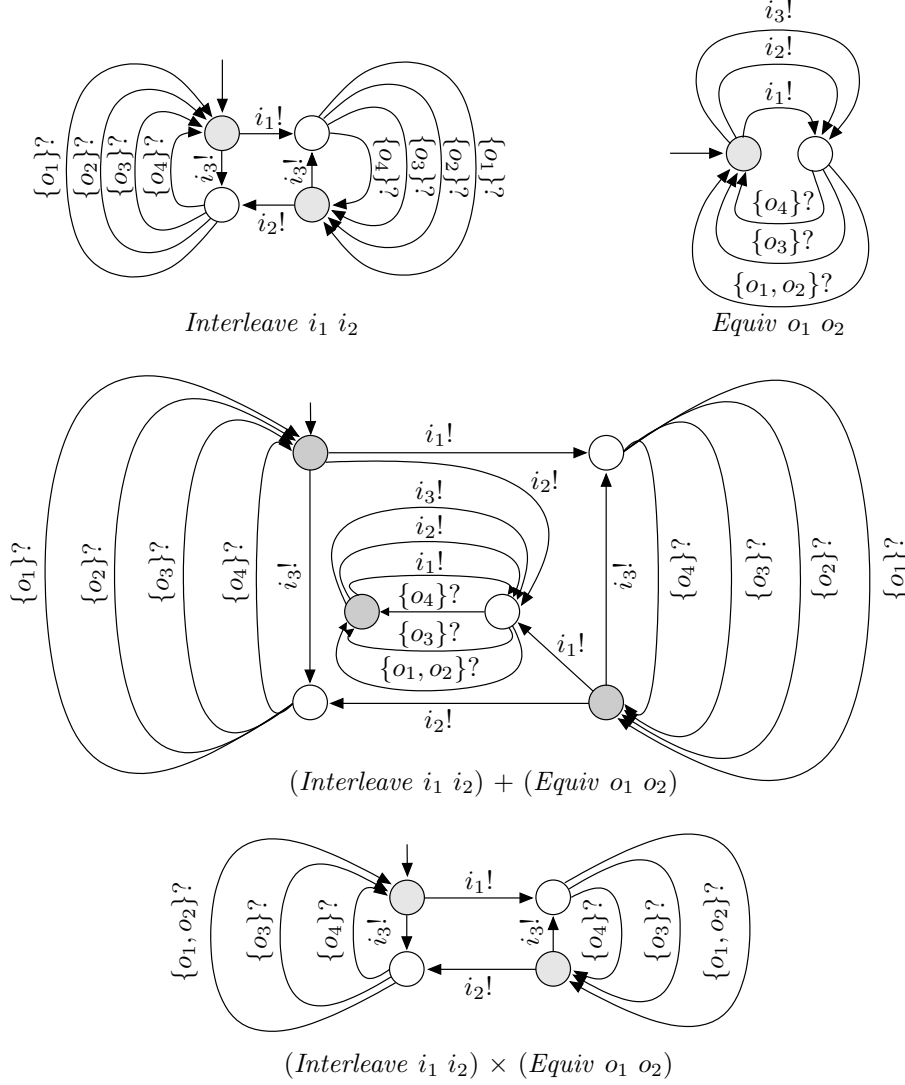 i₃!
i₂!
i₁!
i₁!
{o₁}?
{o₂}?
{o₃}?
{o₄}?
i₃!
i₃!
{o₄}?
{o₃}?
{o₂}?
{o₁}?
i₂!
{o₄}?
{o₃}?
{o₁, o₂}?
Interleave i₁ i₂
Equiv o₁ o₂
i₁!
i₂!
i₃!
i₂!
i₁!
{o₁}?
{o₂}?
{o₃}?
{o₄}?
i₃!
i₃!
{o₄}?
{o₃}?
{o₂}?
{o₁}?
{o₄}?
{o₃}?
{o₁, o₂}?
i₁!
i₂!
(Interleave i₁ i₂) + (Equiv o₁ o₂)
i₁!
{o₁, o₂}?
{o₃}?
{o₄}?
i₃!
i₃!
{o₄}?
{o₃}?
{o₁, o₂}?
i₂!
(Interleave i₁ i₂) × (Equiv o₁ o₂)